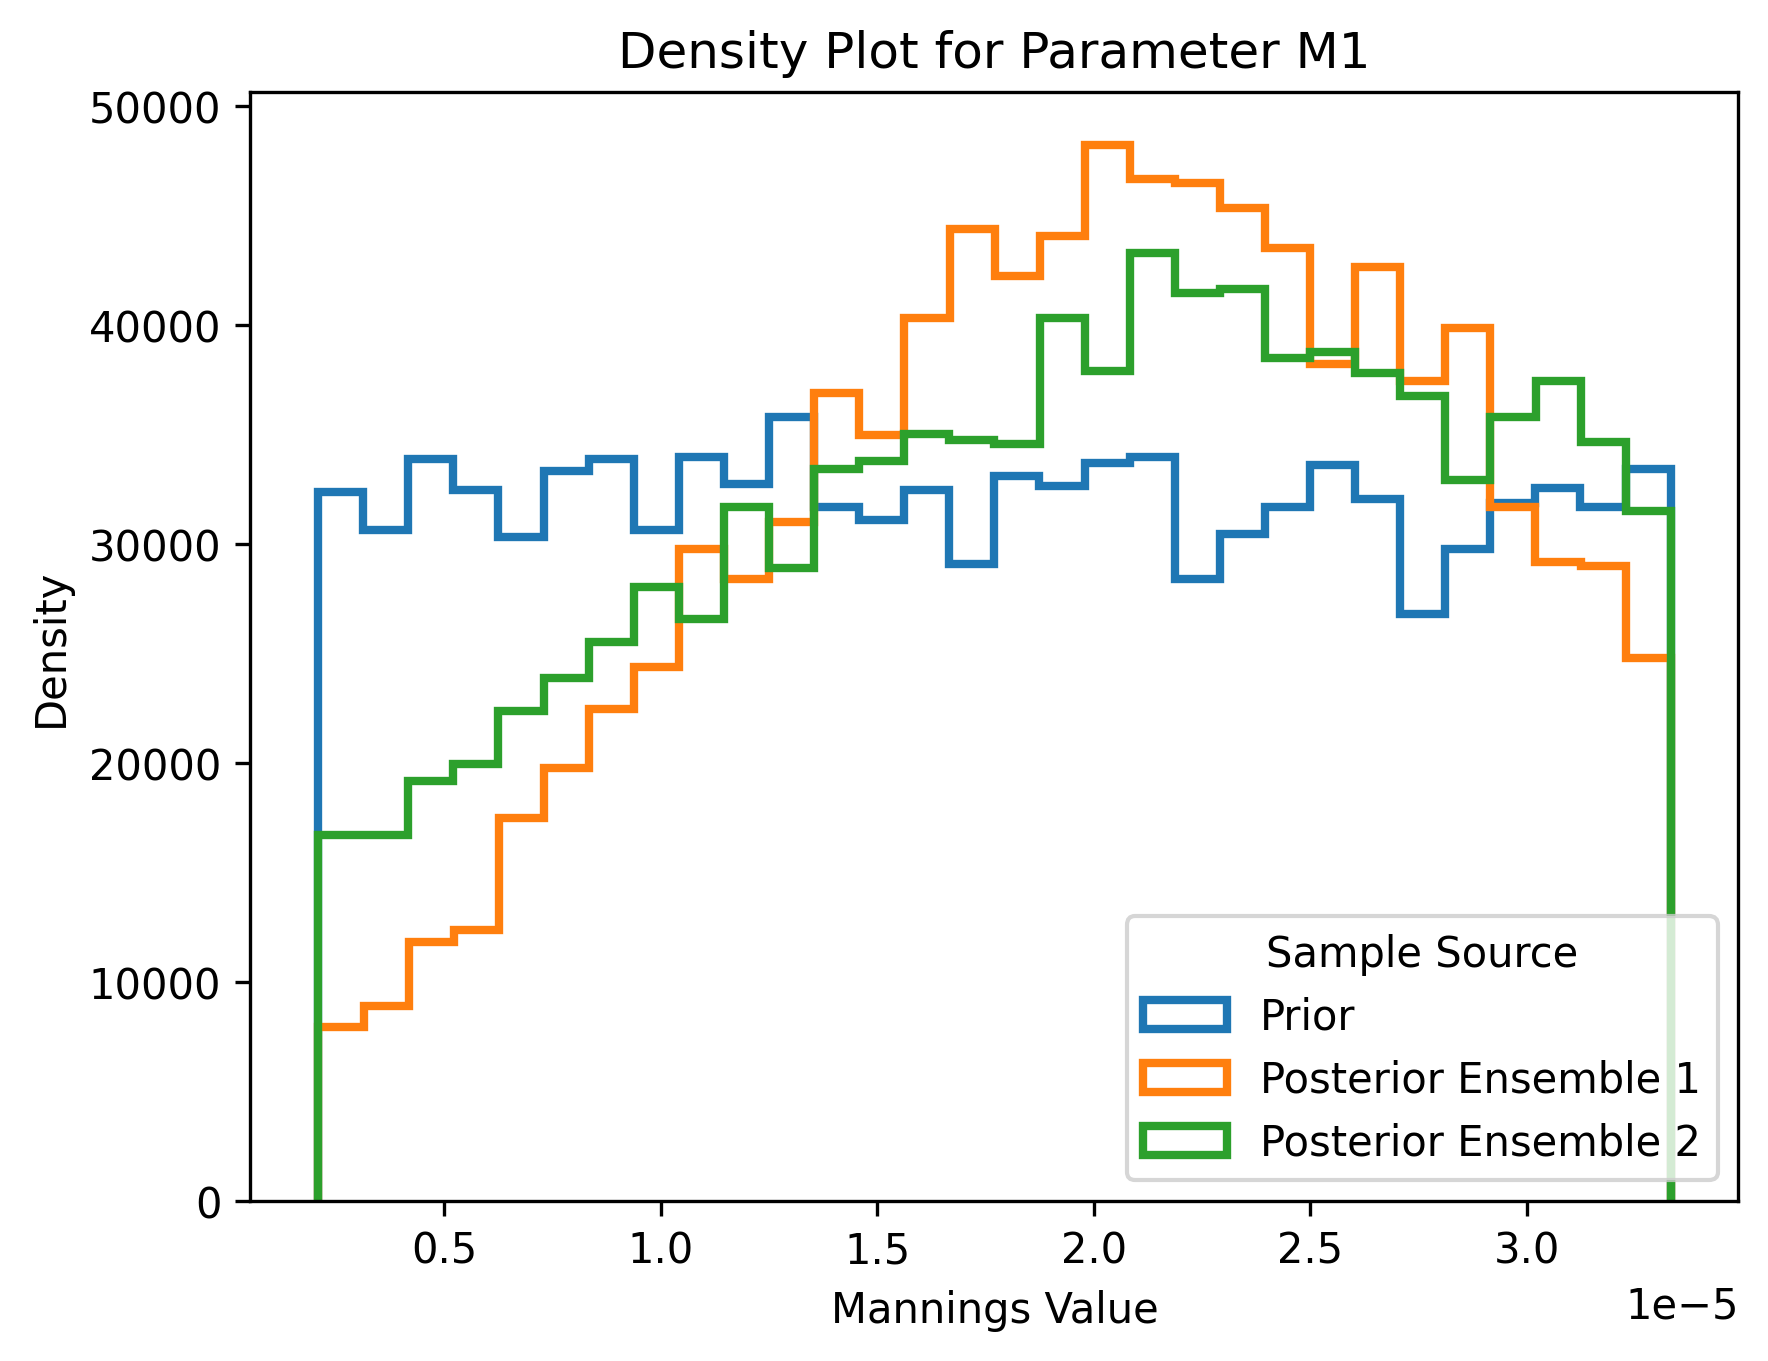 Density Plot for Parameter M1
50000
40000
30000
20000
10000
0
Density
0.5 1.0 1.5 2.0 2.5 3.0
1e−5
Mannings Value
Sample Source
Prior
Posterior Ensemble 1
Posterior Ensemble 2